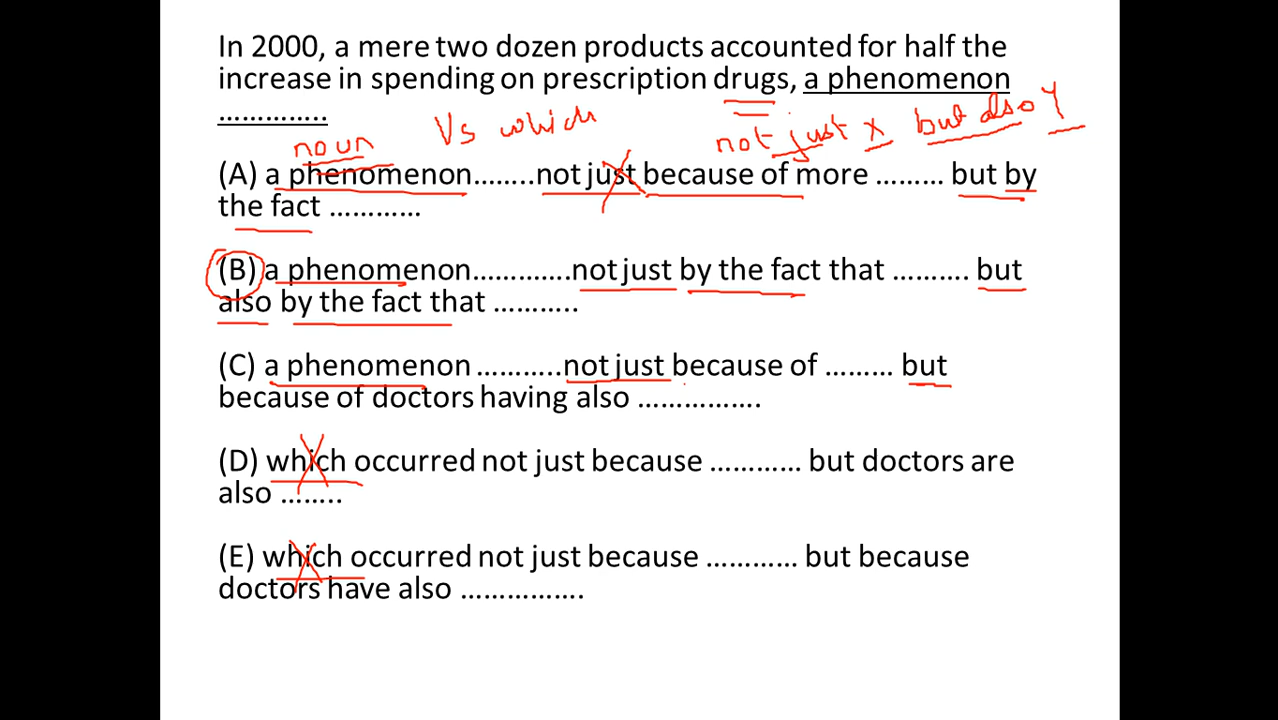 In 2000, a mere two dozen products accounted for half the
increase in spending on prescription drugs, a phenomenon
..............
Vs which
not just X but also Y
noun
(A) a phenomenon........not just because of more ......... but by
the fact ............
(B) a phenomenon.............not just by the fact that .......... but
also by the fact that ...........
(C) a phenomenon ...........not just because of ......... but
because of doctors having also ...............
(D) which occurred not just because ............ but doctors are
also ........
(E) which occurred not just because ............ but because
doctors have also ................